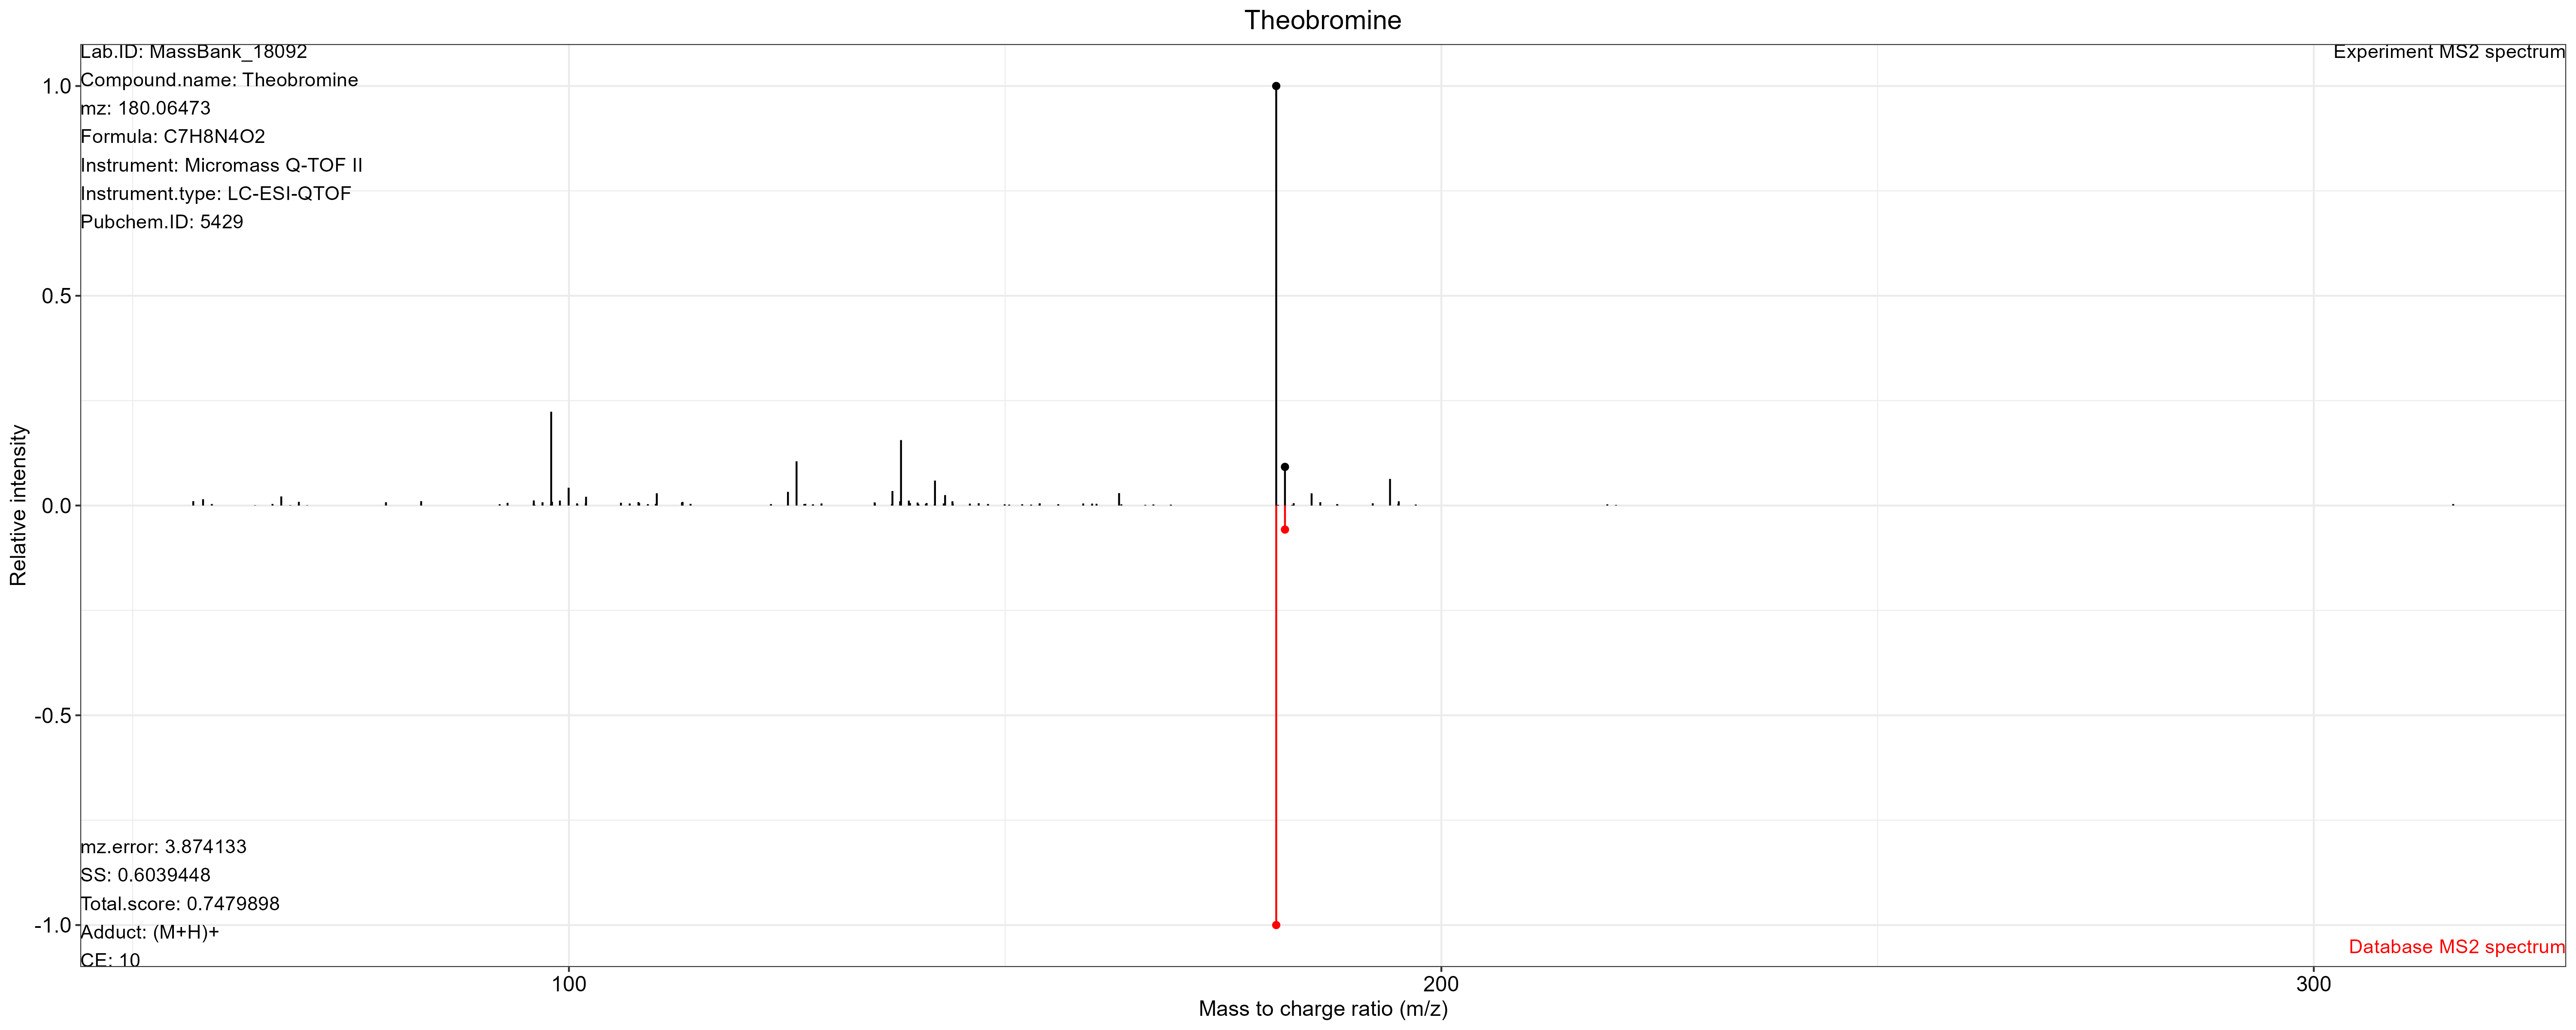 Theobromine
Lab.ID: MassBank_18092
Compound.name: Theobromine
mz: 180.06473
Formula: C7H8N4O2
Instrument: Micromass Q-TOF II
Instrument.type: LC-ESI-QTOF
Pubchem.ID: 5429
Experiment MS2 spectrum
1.0
0.5
0.0
-0.5
-1.0
Relative intensity
mz.error: 3.874133
SS: 0.6039448
Total.score: 0.7479898
Adduct: (M+H)+
CE: 10
Database MS2 spectrum
100
200
300
Mass to charge ratio (m/z)